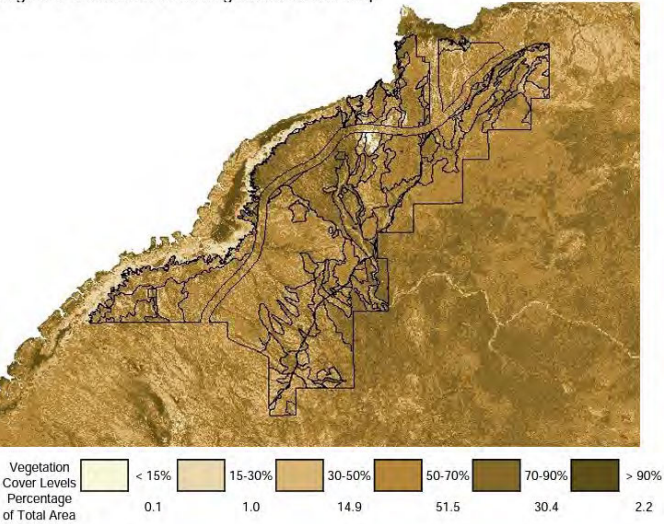 Vegetation
Cover Levels
< 15% 15-30% 30-50% 50-70% 70-90% > 90%
Percentage
of Total Area
0.1 1.0 14.9 51.5 30.4 2.2